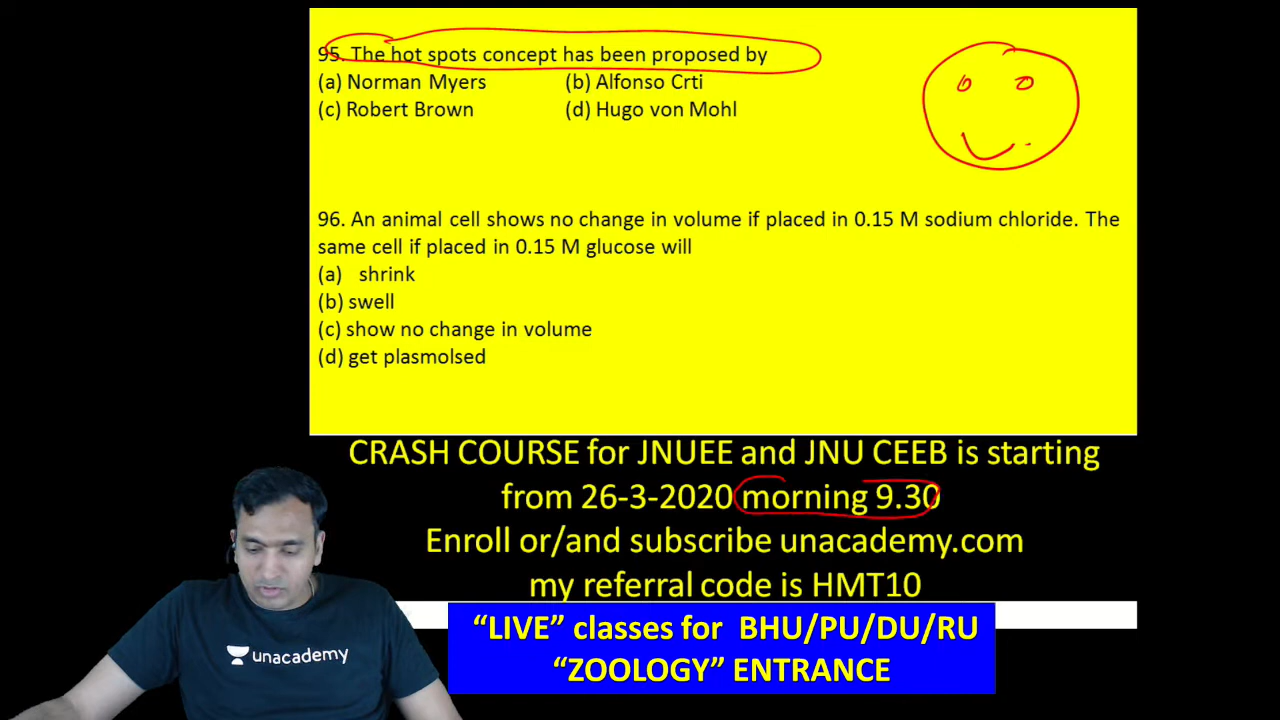 95. The hot spots concept has been proposed by
(a) Norman Myers (b) Alfonso Crti
(c) Robert Brown (d) Hugo von Mohl
96. An animal cell shows no change in volume if placed in 0.15 M sodium chloride. The
same cell if placed in 0.15 M glucose will
(a) shrink
(b) swell
(c) show no change in volume
(d) get plasmolsed
CRASH COURSE for JNUEE and JNU CEEB is starting
from 26-3-2020 morning 9.30
Enroll or/and subscribe unacademy.com
my referral code is HMT10
"LIVE" classes for BHU/PU/DU/RU
"ZOOLOGY" ENTRANCE
unacademy